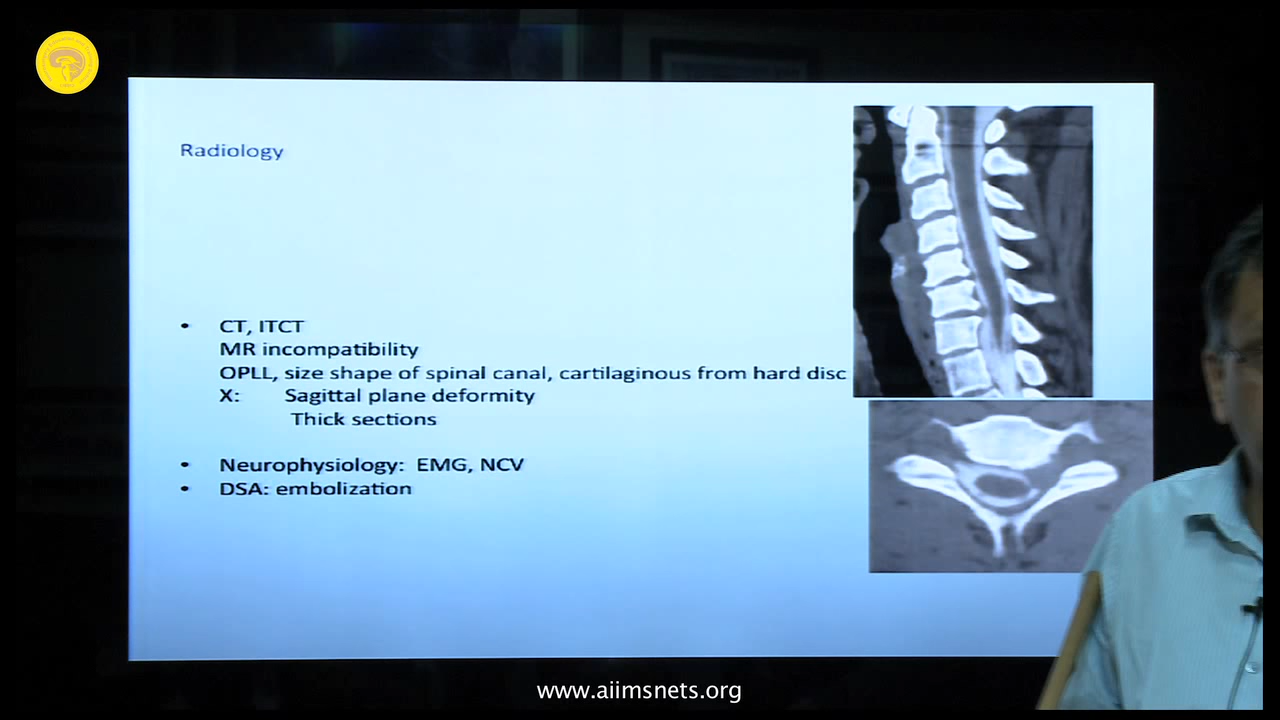 Radiology
• CT, ITCT
MR incompatibility
OPLL, size shape of spinal canal, cartilaginous from hard disc
X: Sagittal plane deformity
Thick sections
• Neurophysiology: EMG, NCV
• DSA: embolization
www.aiimsnets.org